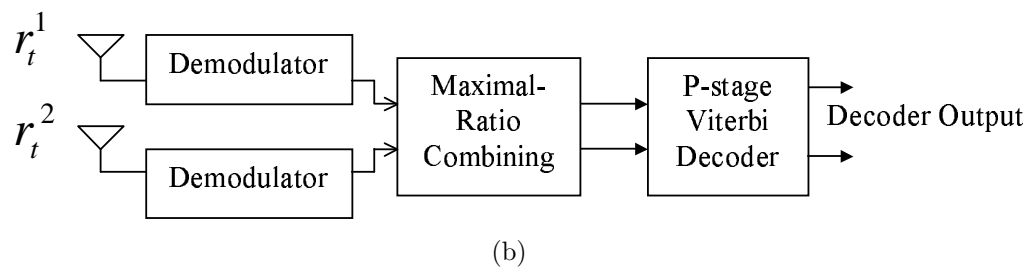 r_t^1
Demodulator
r_t^2
Demodulator
Maximal-
Ratio
Combining
P-stage
Viterbi
Decoder
Decoder Output
(b)